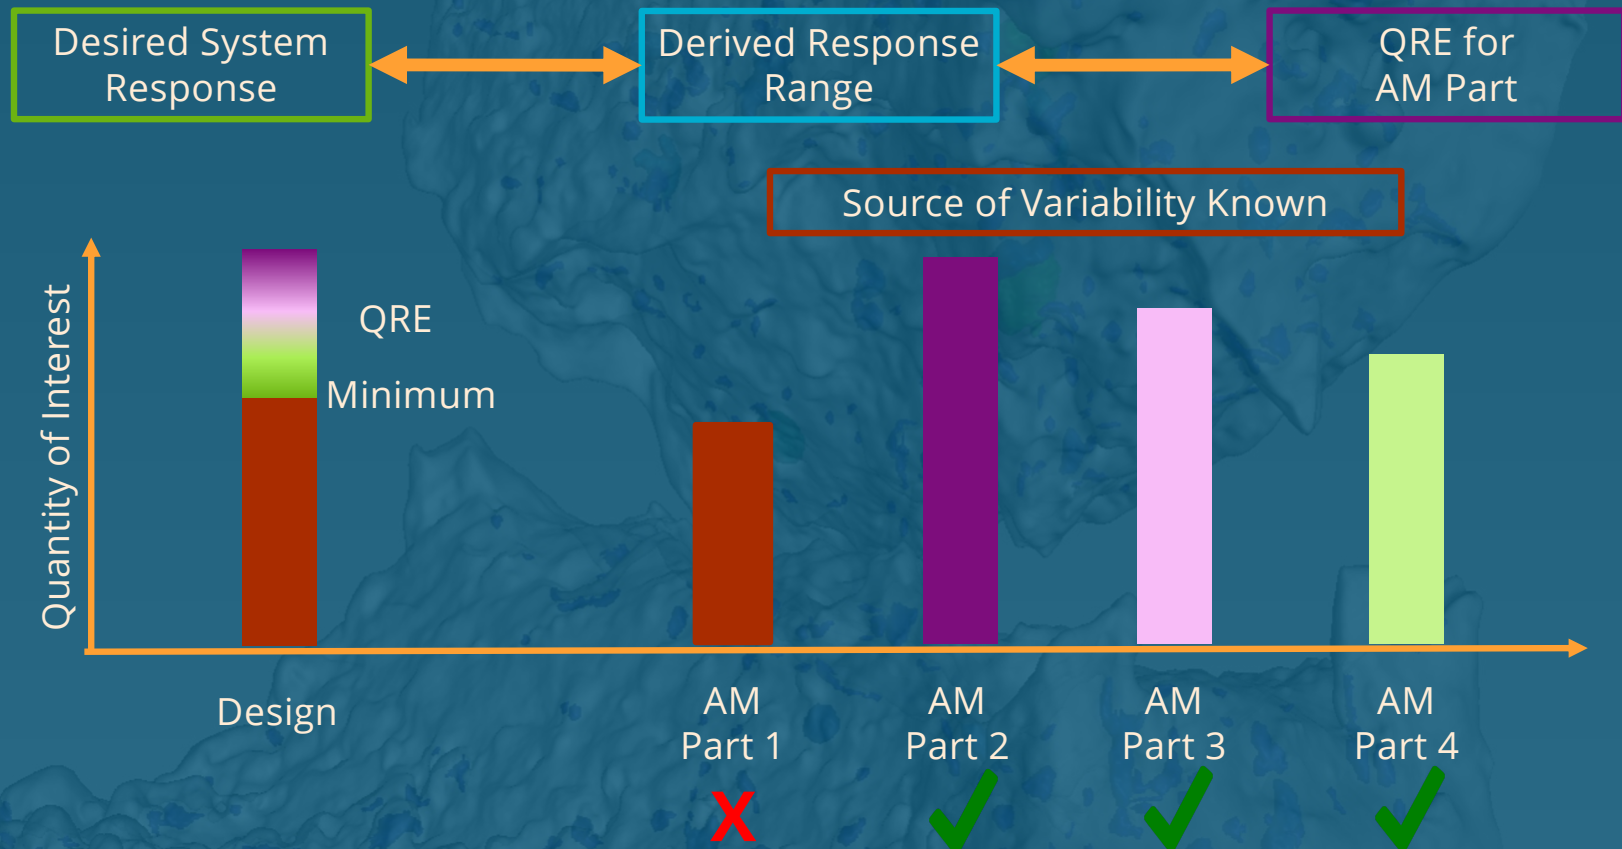 Desired System
Response
Derived Response
Range
QRE for
AM Part
Source of Variability Known
Quantity of Interest
QRE
Minimum
Design
AM
Part 1
AM
Part 2
AM
Part 3
AM
Part 4
X